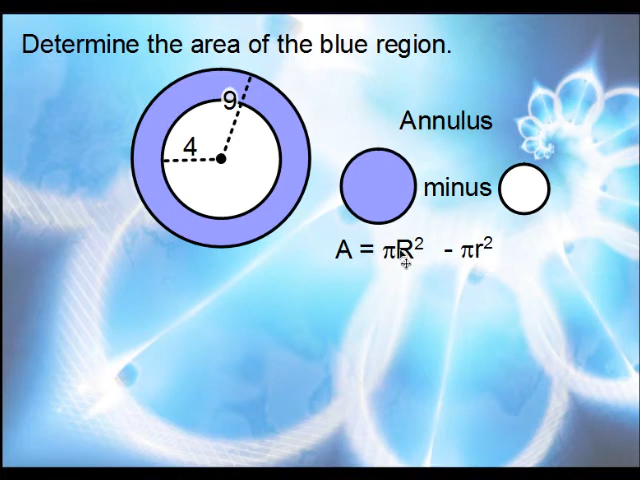 Determine the area of the blue region.
9
4
Annulus
minus
A = πR² - πr²